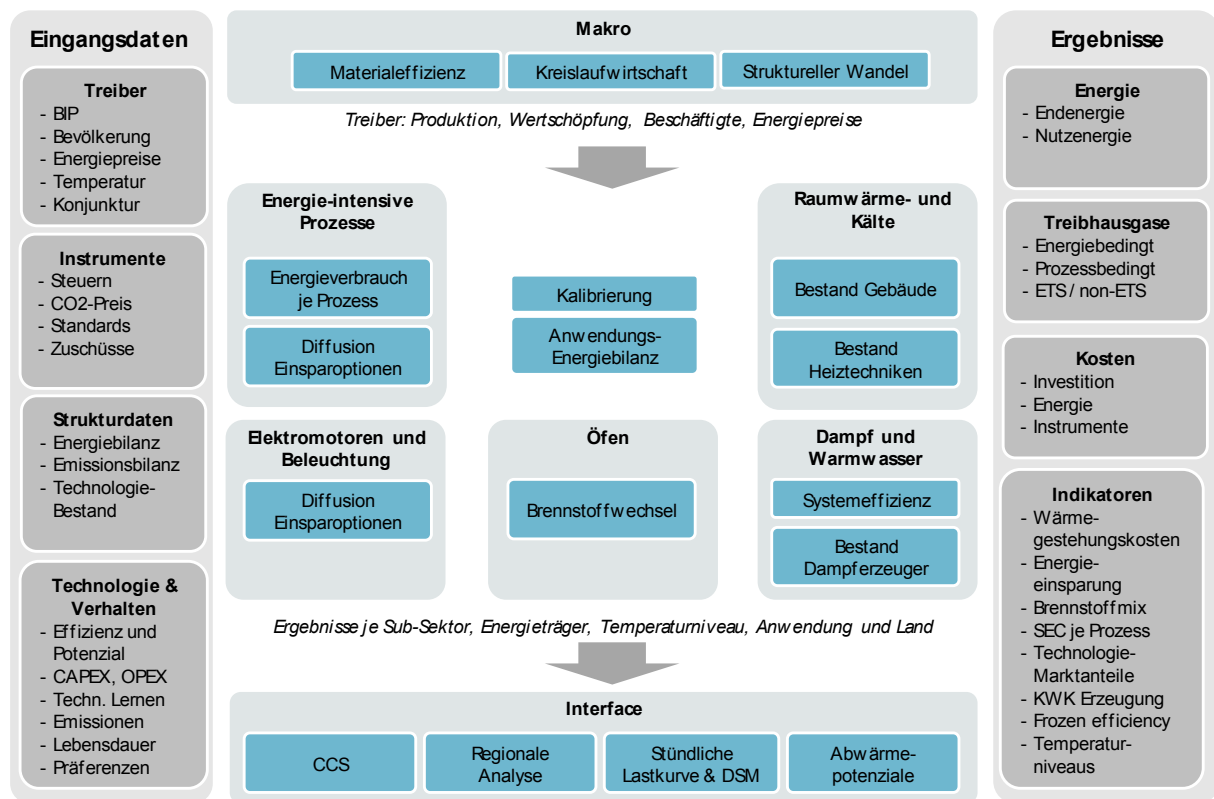 Eingangsdaten
Treiber
- BIP
- Bevölkerung
- Energiepreise
- Temperatur
- Konjunktur
Instrumente
- Steuern
- CO2-Preis
- Standards
- Zuschüsse
Strukturdaten
- Energiebilanz
- Emissionsbilanz
- Technologie-
Bestand
Technologie &
Verhalten
- Effizienz und
Potenzial
- CAPEX, OPEX
- Techn. Lernen
- Emissionen
- Lebensdauer
- Präferenzen
Makro
Materialeffizienz
Kreislaufwirtschaft
Struktureller Wandel
Treiber: Produktion, Wertschöpfung, Beschäftigte, Energiepreise
Energie-intensive
Prozesse
Energieverbrauch
je Prozess
Diffusion
Einsparoptionen
Kalibrierung
Anwendungs-
Energiebilanz
Raumwärme- und
Kälte
Bestand Gebäude
Bestand
Heiztechniken
Elektromotoren und
Beleuchtung
Diffusion
Einsparoptionen
Öfen
Brennstoffwechsel
Dampf und
Warmwasser
Systemeffizienz
Bestand
Dampferzeuger
Ergebnisse je Sub-Sektor, Energieträger, Temperaturniveau, Anwendung und Land
Interface
CCS
Regionale
Analyse
Stündliche
Lastkurve & DSM
Abwärme-
potenziale
Ergebnisse
Energie
- Endenergie
- Nutzenergie
Treibhausgase
- Energiebedingt
- Prozessbedingt
- ETS / non-ETS
Kosten
- Investition
- Energie
- Instrumente
Indikatoren
- Wärme-
gestehungskosten
- Energie-
einsparung
- Brennstoffmix
- SEC je Prozess
- Technologie-
Marktanteile
- KWK Erzeugung
- Frozen efficiency
- Temperatur-
niveaus